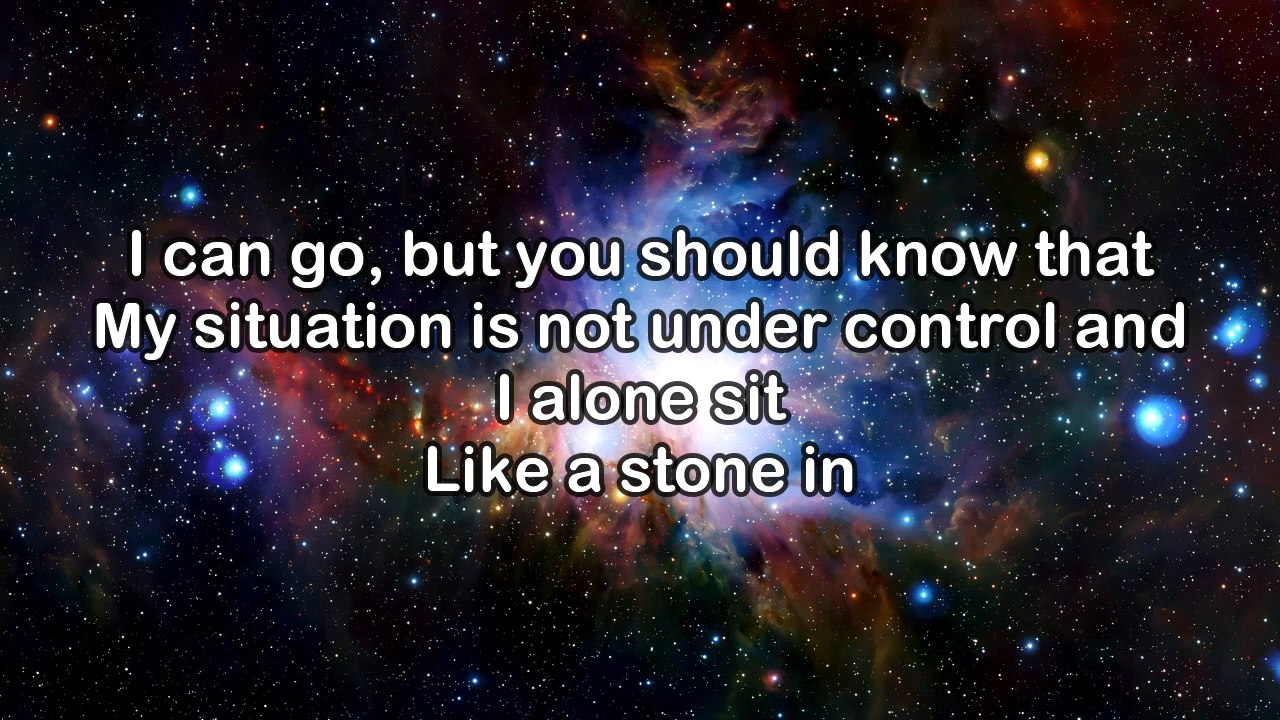 I can go, but you should know that
My situation is not under control and
I alone sit
Like a stone in